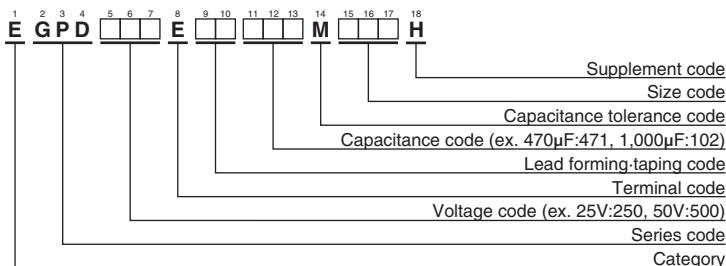 1 2 3 4 5 6 7 8 9 10 11 12 13 14 15 16 17 18
E GPD E M H
Supplement code
Size code
Capacitance tolerance code
Capacitance code (ex. 470µF:471, 1,000µF:102)
Lead forming·taping code
Terminal code
Voltage code (ex. 25V:250, 50V:500)
Series code
Category